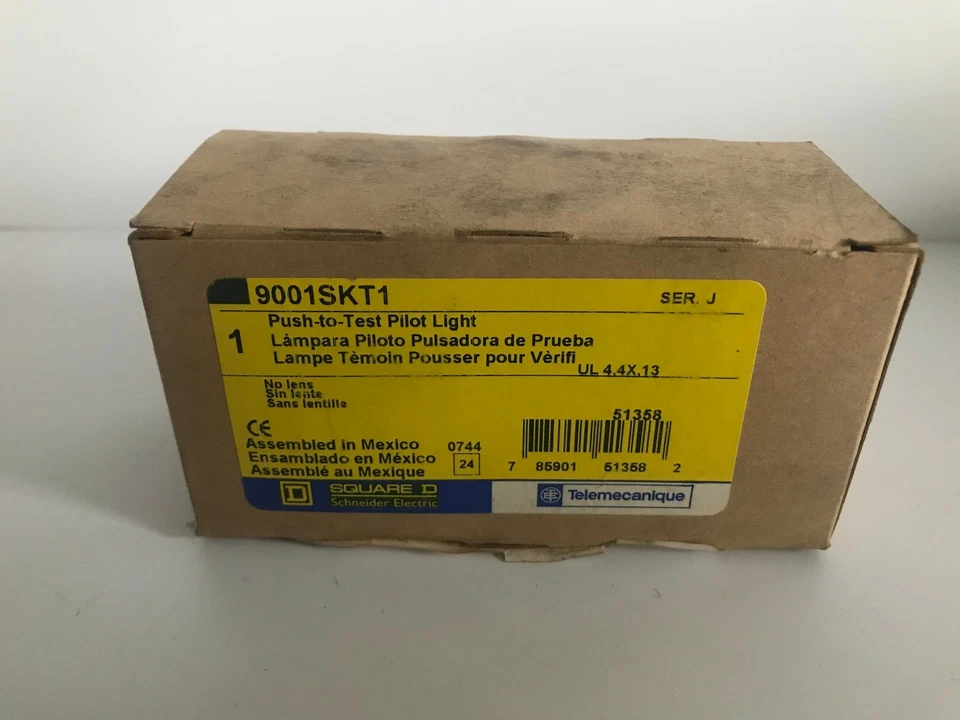 9001SKT1 SER. J
1
Push-to-Test Pilot Light
Lámpara Piloto Pulsadora de Prueba
Lampe Tèmoin Pousser pour Vèrifi
UL 4,4X,13
No lens
Sin lente
Sans lentille
51358
CE
Assembled in Mexico 0744
Ensamblado en México 24
Assemblé au Mexique
7 85901 51358 2
D SQUARE D
Schneider Electric
TE Telemecanique